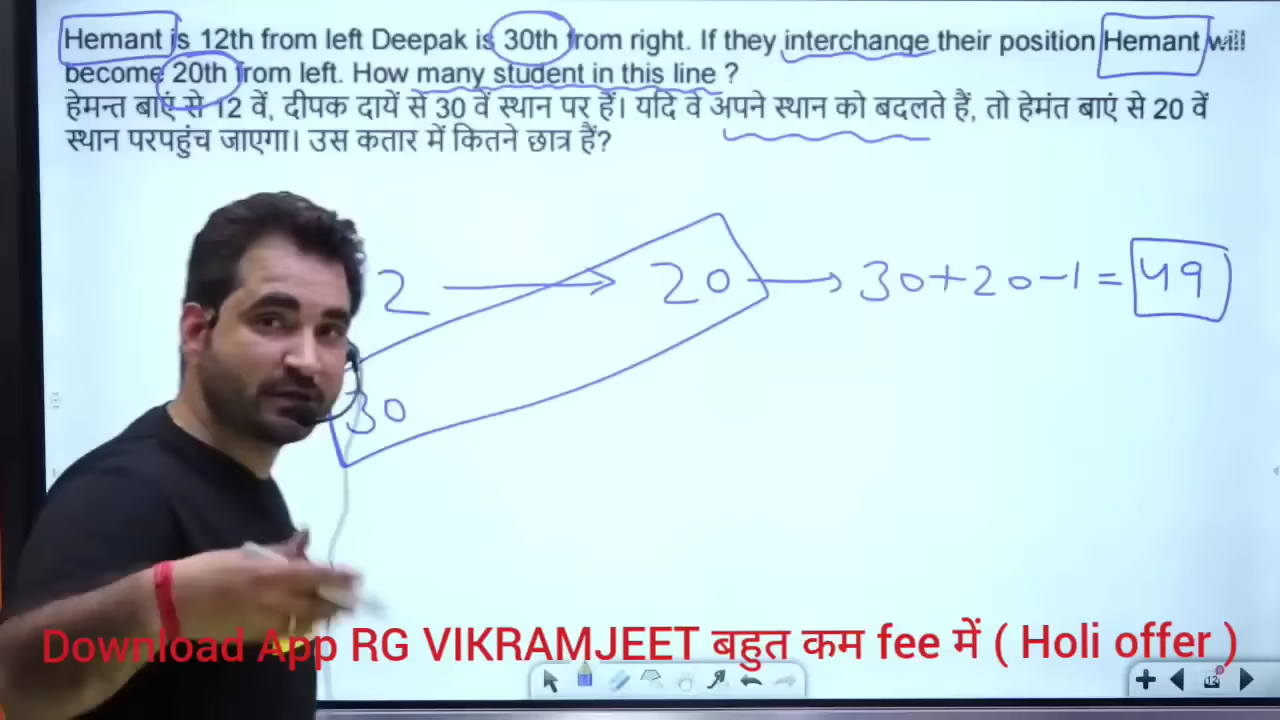 Hemant is 12th from left Deepak is 30th from right. If they interchange their position Hemant will
become 20th from left. How many student in this line ?
हेमन्त बाएं से 12 वें, दीपक दायें से 30 वें स्थान पर हैं। यदि वे अपने स्थान को बदलते हैं, तो हेमंत बाएं से 20 वें
स्थान परपहुंच जाएगा। उस कतार में कितने छात्र हैं?
2 20 30+20-1 = 49
30
Download App RG VIKRAMJEET बहुत कम fee में ( Holi offer )